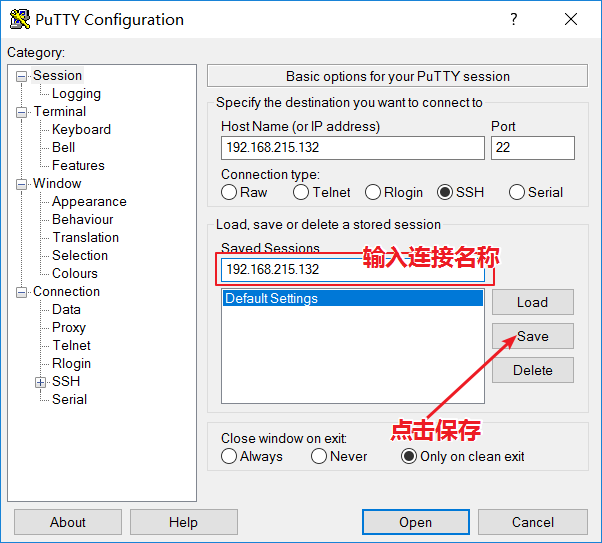 PuTTY Configuration
?
Category:
Session
Logging
Terminal
Keyboard
Bell
Features
Window
Appearance
Behaviour
Translation
Selection
Colours
Connection
Data
Proxy
Telnet
Rlogin
SSH
Serial
Basic options for your PuTTY session
Specify the destination you want to connect to
Host Name (or IP address) Port
192.168.215.132 22
Connection type:
Raw Telnet Rlogin SSH Serial
Load, save or delete a stored session
Saved Sessions
输入连接名称
192.168.215.132
Default Settings
Load
Save
Delete
点击保存
Close window on exit:
Always Never Only on clean exit
About Help Open Cancel